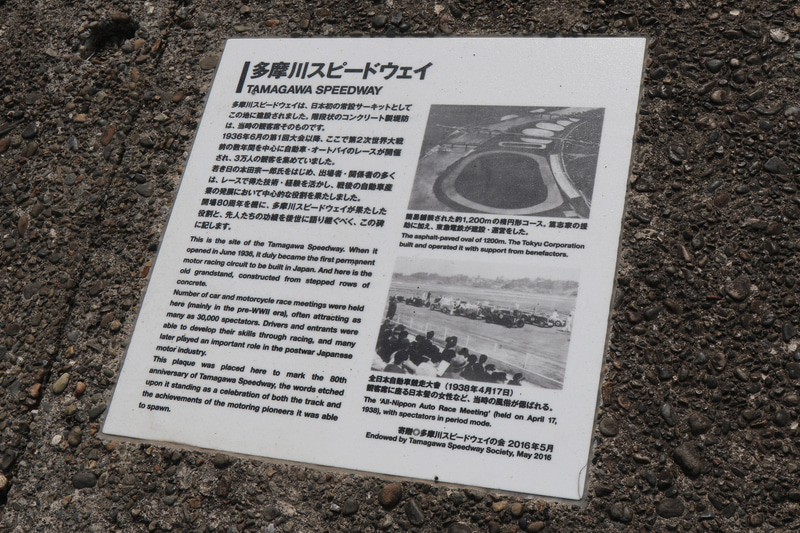 多摩川スピードウェイ
TAMAGAWA SPEEDWAY
多摩川スピードウェイは、日本初の常設サーキットとして
この地に建設されました。階段状のコンクリート製堤防
は、当時の観客席そのものです。
1936年6月の第1回大会以降、ここで第2次世界大戦
前の数年間を中心に自動車・オートバイのレースが開催
され、3万人の観客を集めていました。
若き日の本田宗一郎氏をはじめ、出場者・関係者の多く
は、レースで得た技術・経験を活かし、戦後の自動車産
業の発展において中心的な役割を果たしました。
開場80周年を機に、多摩川スピードウェイが果たした
役割と、先人たちの功績を後世に語り継ぐべく、この碑
に記します。
This is the site of the Tamagawa Speedway. When it
opened in June 1936, it duly became the first permanent
motor racing circuit to be built in Japan. And here is the
old grandstand, constructed from stepped rows of
concrete.
Number of car and motorcycle race meetings were held
here (mainly in the pre-WWII era), often attracting as
many as 30,000 spectators. Drivers and entrants were
able to develop their skills through racing, and many
later played an important role in the postwar Japanese
motor industry.
This plaque was placed here to mark the 80th
anniversary of Tamagawa Speedway, the words etched
upon it standing as a celebration of both the track and
the achievements of the motoring pioneers it was able
to spawn.
簡易舗装された約1,200mの楕円形コース。篤志家の援
助に加え、東急電鉄が建設・運営をした。
The asphalt-paved oval of 1200m. The Tokyu Corporation
built and operated it with support from benefactors.
全日本自動車競走大會（1938年4月17日）.
観客席に座る日本髪の女性など、当時の風俗が偲ばれる。
The 'All-Nippon Auto Race Meeting' (held on April 17,
1938), with spectators in period mode.
寄贈◎多摩川スピードウェイの会 2016年5月
Endowed by Tamagawa Speedway Society, May 2016